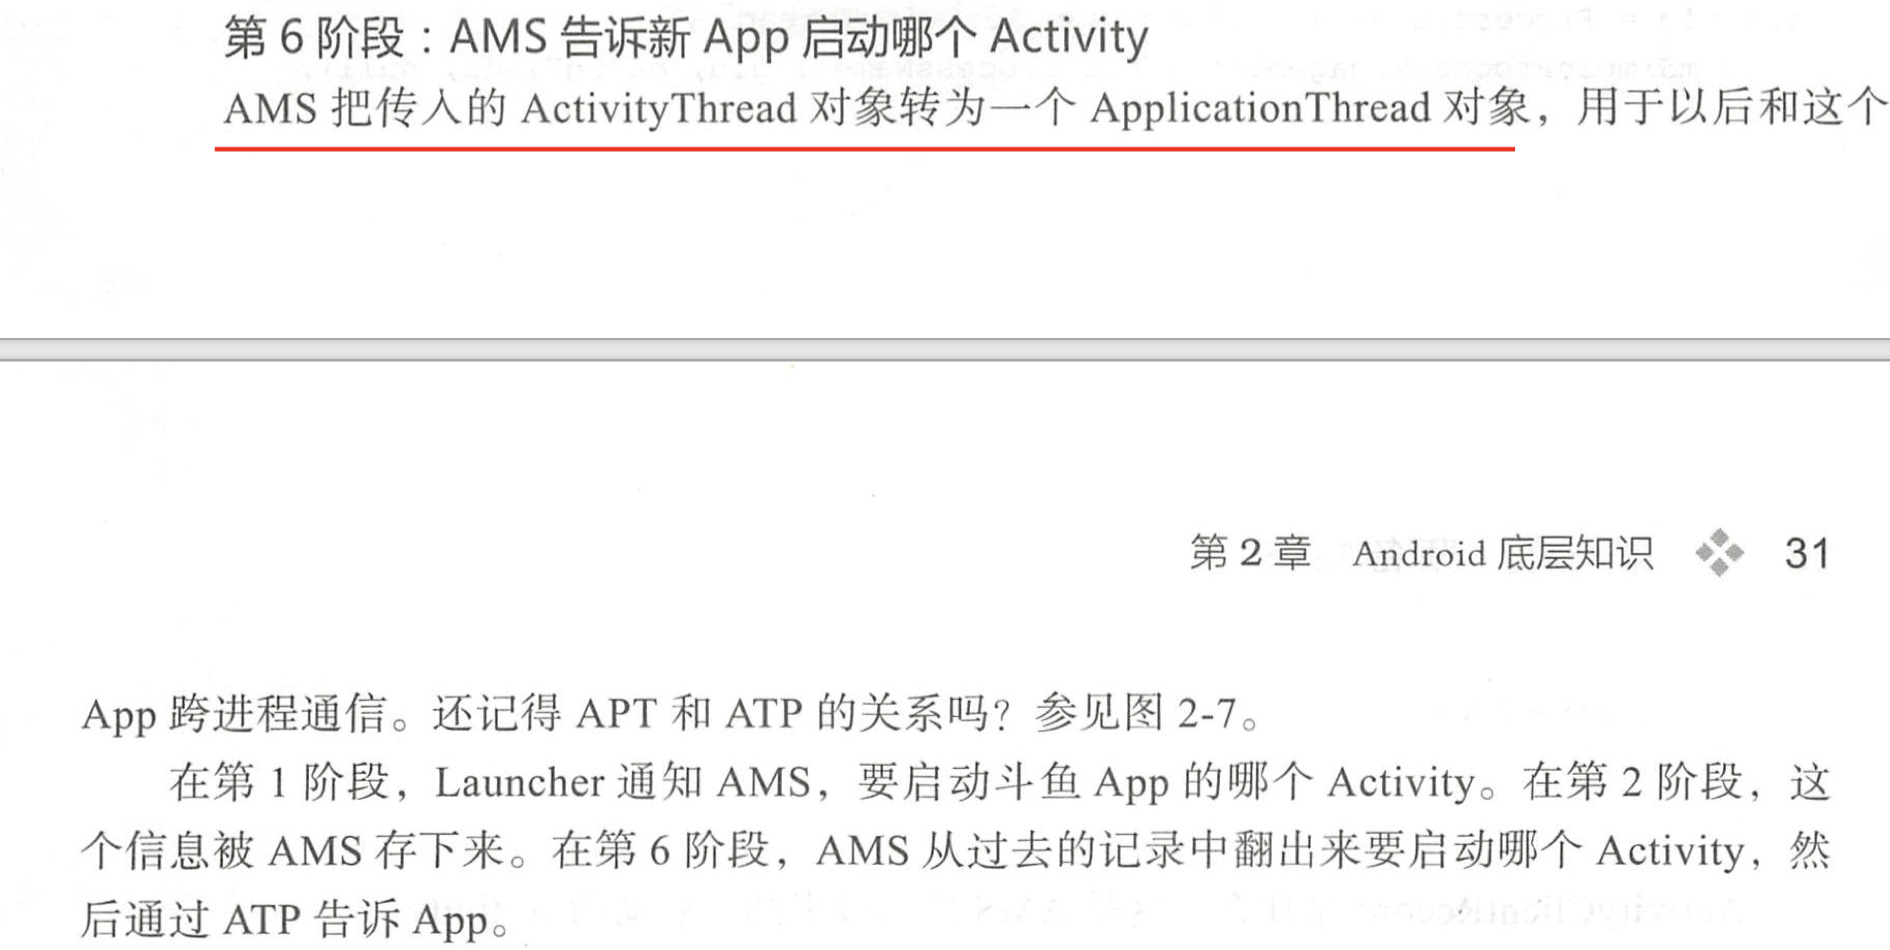 第 6 阶段：AMS 告诉新 App 启动哪个 Activity
AMS 把传入的 ActivityThread 对象转为一个 ApplicationThread 对象，用于以后和这个
第 2 章 Android 底层知识 31
App 跨进程通信。还记得 APT 和 ATP 的关系吗？参见图 2-7。
在第 1 阶段，Launcher 通知 AMS，要启动斗鱼 App 的哪个 Activity。在第 2 阶段，这
个信息被 AMS 存下来。在第 6 阶段，AMS 从过去的记录中翻出来要启动哪个 Activity，然
后通过 ATP 告诉 App。